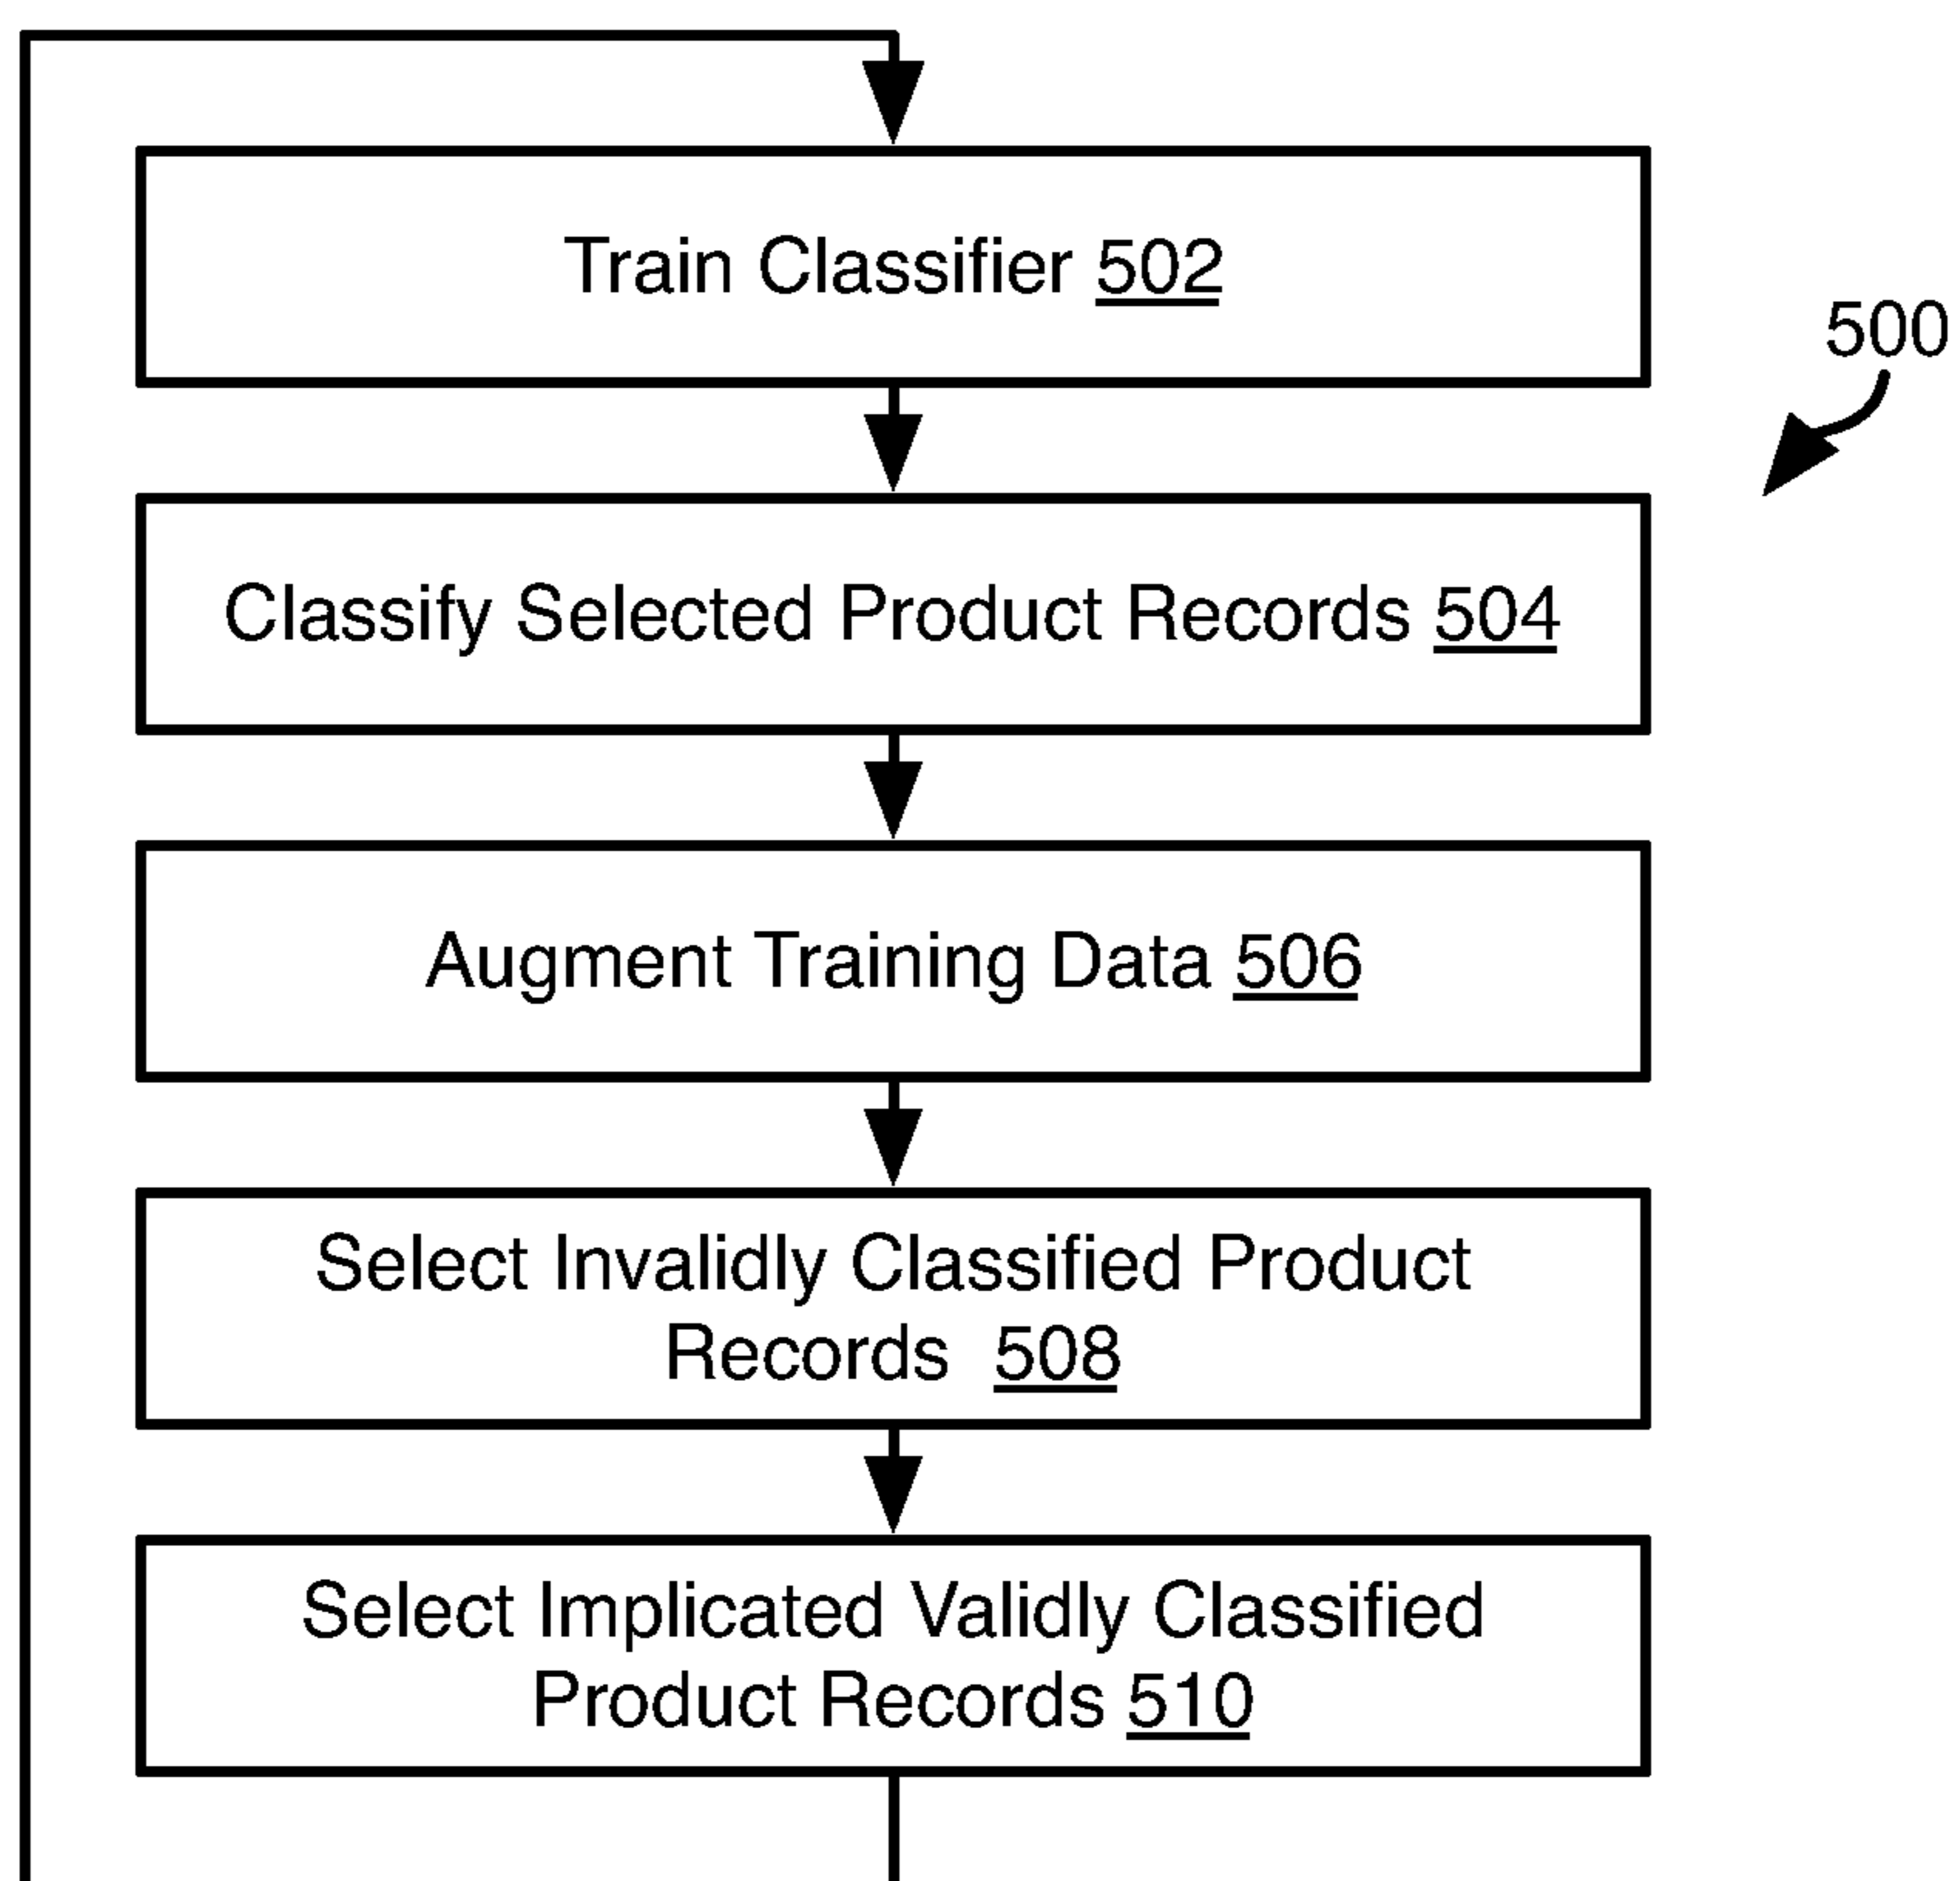 Train Classifier 502
500
Classify Selected Product Records 504
Augment Training Data 506
Select Invalidly Classified Product
Records 508
Select Implicated Validly Classified
Product Records 510